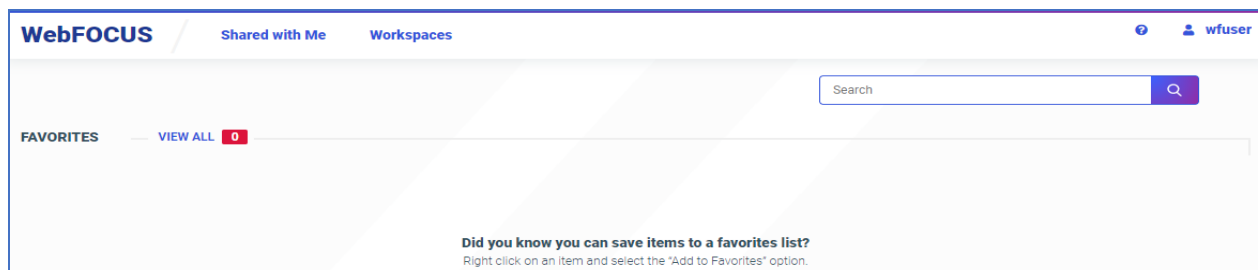 WebFOCUS Shared with Me Workspaces wfuser
Search
FAVORITES VIEW ALL 0
Did you know you can save items to a favorites list?
Right click on an item and select the "Add to Favorites" option.